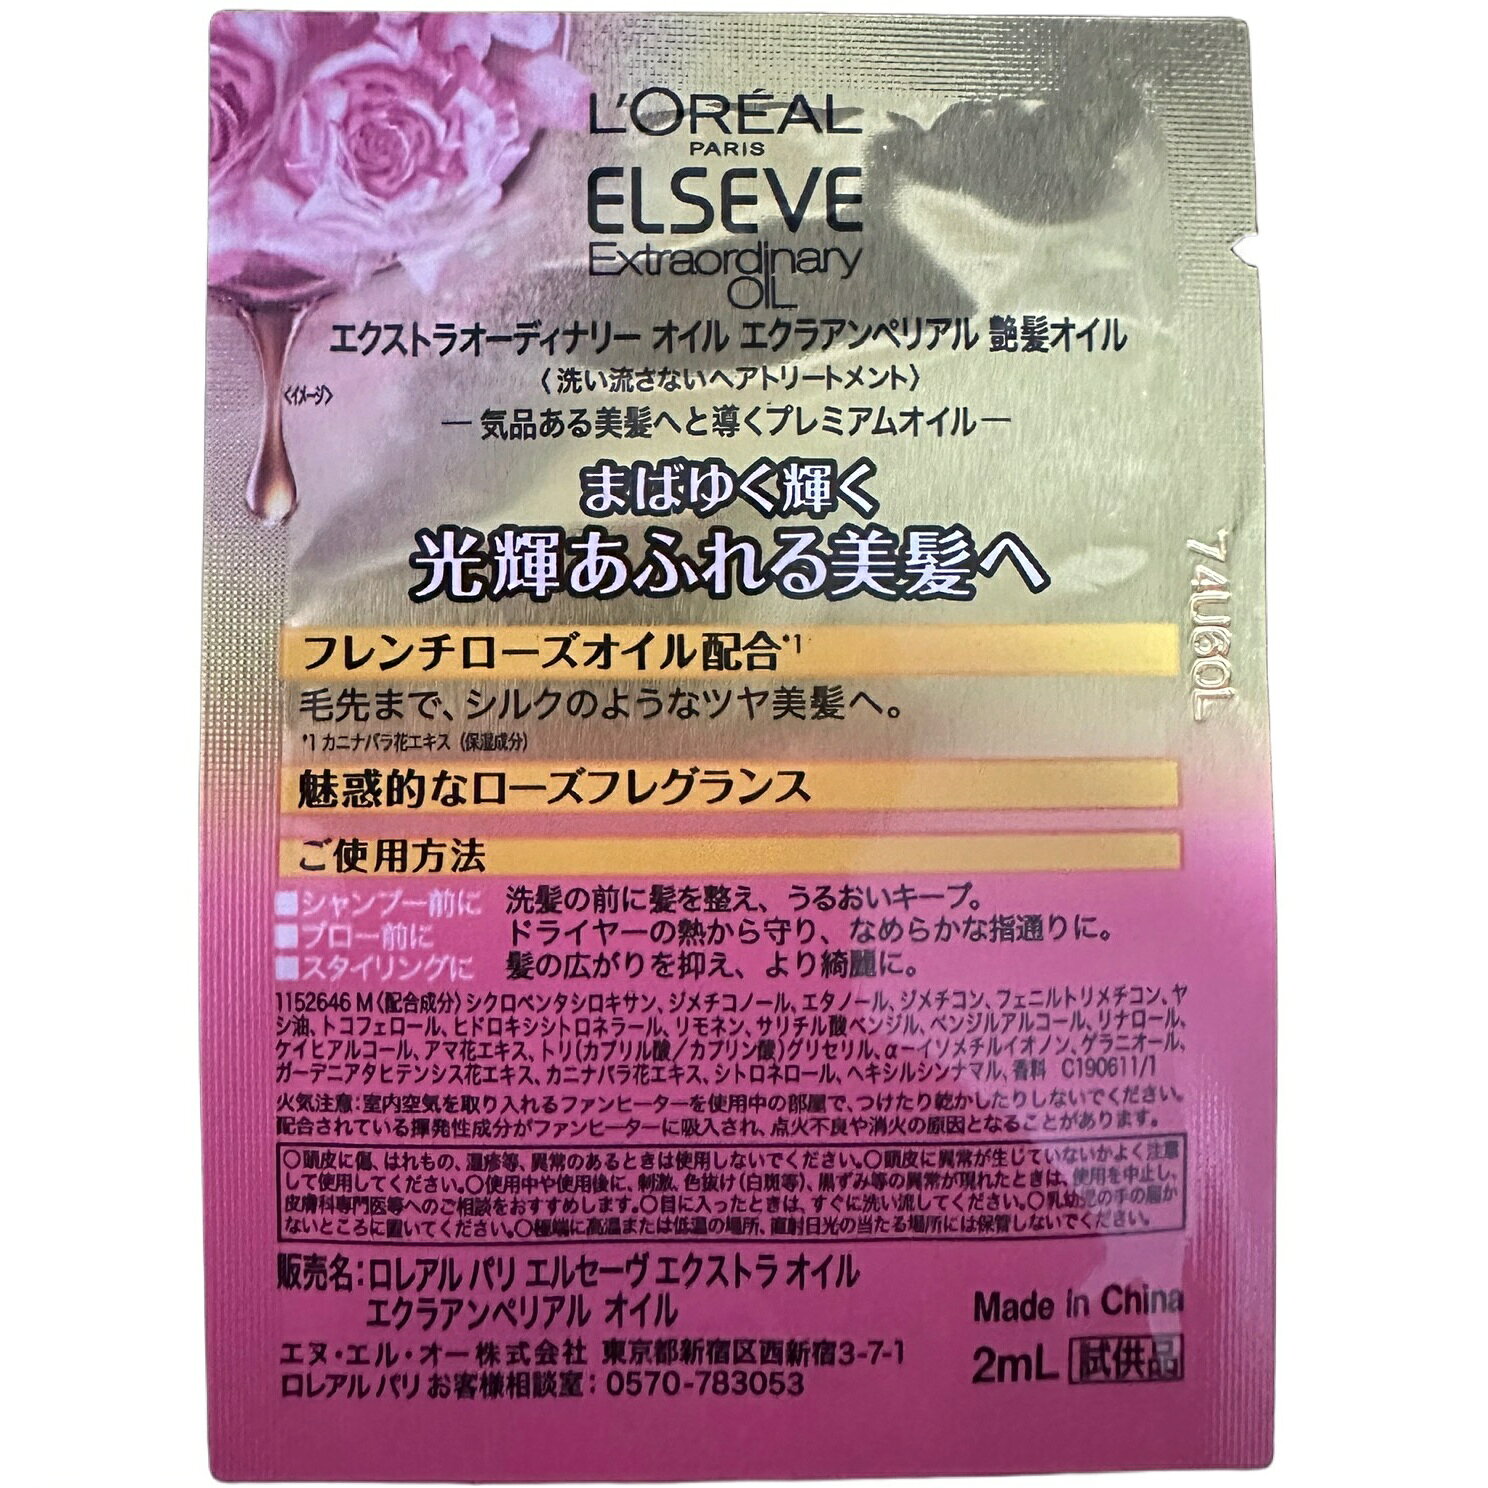 L'ORÉAL
PARIS
ELSEVE
Extraordinary
OIL
エクストラオーディナリー オイル エクラアンペリアル 艶髪オイル
〈洗い流さないヘアトリートメント〉
〈イメージ〉
— 気品ある美髪へと導くプレミアムオイル —
まばゆく輝く
光輝あふれる美髪へ
74U60L
フレンチローズオイル配合*1
毛先まで、シルクのようなツヤ美髪へ。
*1 カニナバラ花エキス（保湿成分）
魅惑的なローズフレグランス
ご使用方法
■シャンプー前に 洗髪の前に髪を整え、うるおいキープ。
■ブロー前に ドライヤーの熱から守り、なめらかな指通りに。
■スタイリングに 髪の広がりを抑え、より綺麗に。
1152646 M〈配合成分〉シクロペンタシロキサン、ジメチコノール、エタノール、ジメチコン、フェニルトリメチコン、ヤ
シ油、トコフェロール、ヒドロキシシトロネラール、リモネン、サリチル酸ベンジル、ベンジルアルコール、リナロール、
ケイヒアルコール、アマ花エキス、トリ(カプリル酸／カプリン酸)グリセリル、α－イソメチルイオノン、ゲラニオール、
ガーデニアタヒテンシス花エキス、カニナバラ花エキス、シトロネロール、ヘキシルシンナマル、香料 C190611/1
火気注意：室内空気を取り入れるファンヒーターを使用中の部屋で、つけたり乾かしたりしないでください。
配合されている揮発性成分がファンヒーターに吸入され、点火不良や消火の原因となることがあります。
○頭皮に傷、はれもの、湿疹等、異常のあるときは使用しないでください。○頭皮に異常が生じていないかよく注意
して使用してください。○使用中や使用後に、刺激、色抜け(白斑等)、黒ずみ等の異常が現れたときは、使用を中止し、
皮膚科専門医等へのご相談をおすすめします。○目に入ったときは、すぐに洗い流してください。○乳幼児の手の届か
ないところに置いてください。○極端に高温または低温の場所、直射日光の当たる場所には保管しないでください。
販売名：ロレアル パリ エルセーヴ エクストラ オイル
エクラアンペリアル オイル
Made in China
エヌ・エル・オー株式会社 東京都新宿区西新宿3-7-1
2mL 試供品
ロレアル パリ お客様相談室：0570-783053